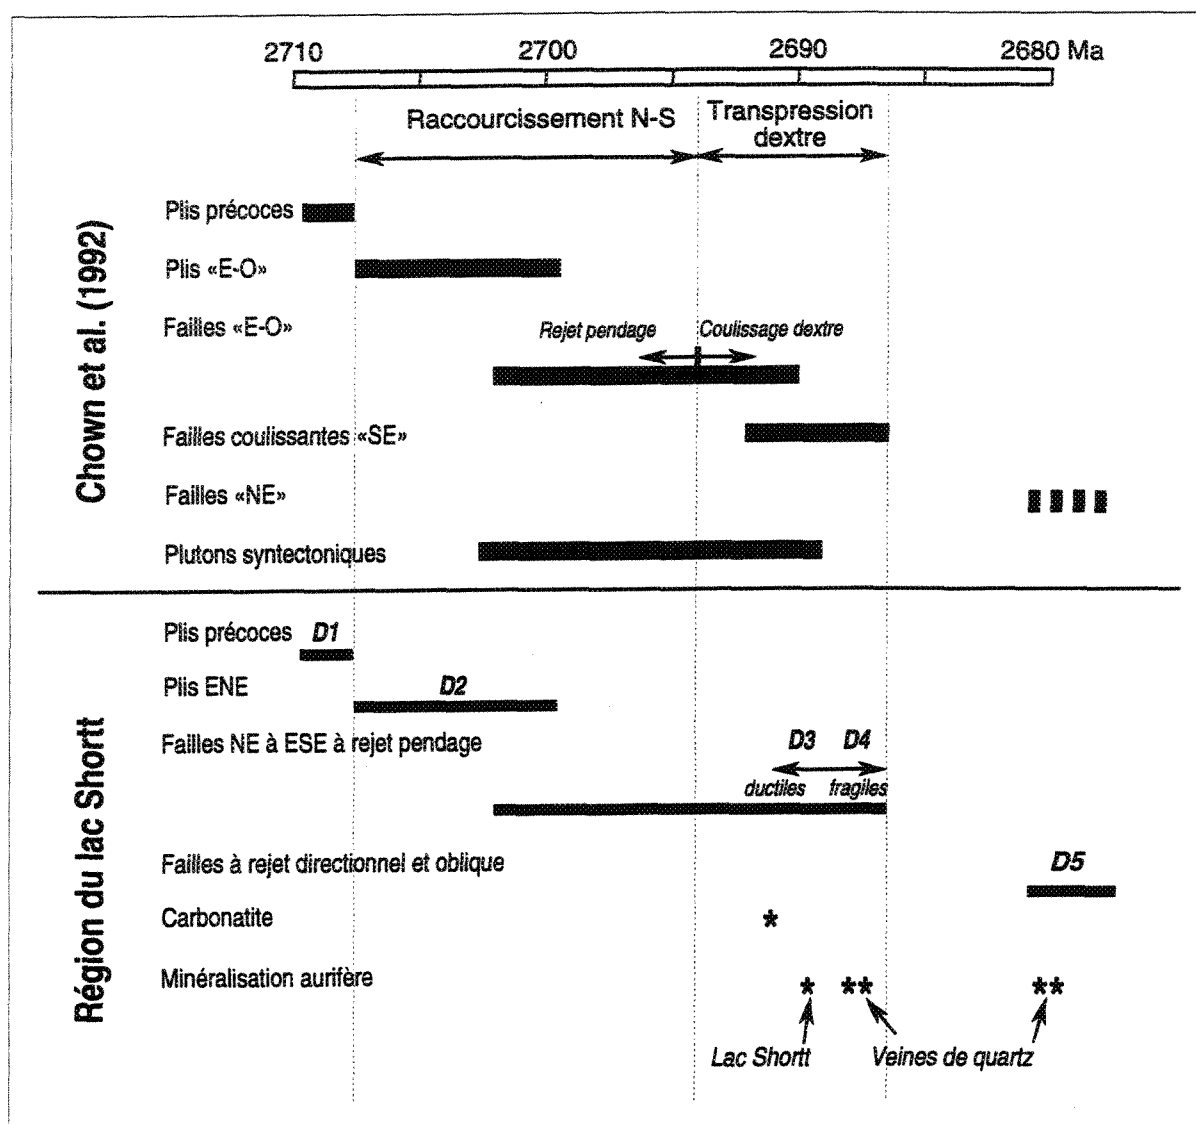 2710 2700 2690 2680 Ma
Raccourcissement N-S
Transpression
dextre
Chown et al. (1992)
Plis précoces
Plis «E-O»
Failles «E-O»
Rejet pendage
Coulissage dextre
Failles coulissantes «SE»
Failles «NE»
Plutons syntectoniques
Région du lac Shortt
Plis précoces D1
Plis ENE D2
Failles NE à ESE à rejet pendage
D3 D4
ductiles fragiles
Failles à rejet directionnel et oblique
D5
Carbonatite *
Minéralisation aurifère * ** **
Lac Shortt
Veines de quartz